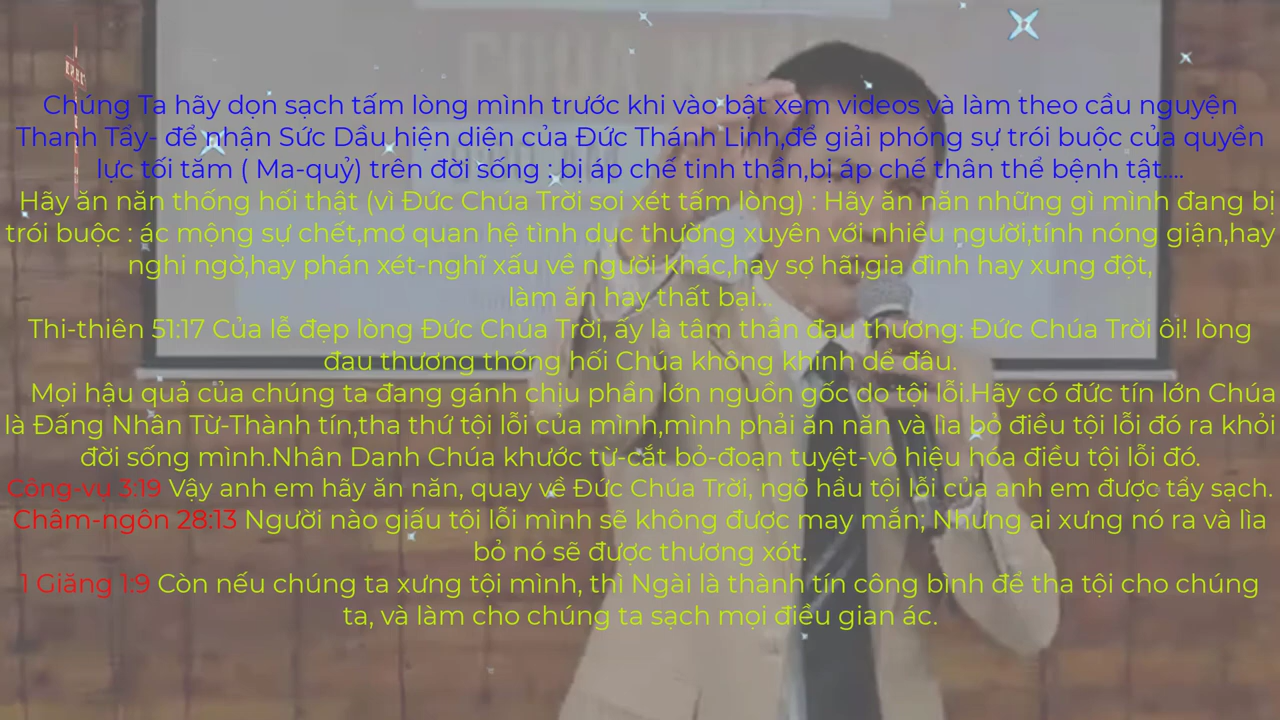 Chúng Ta hãy dọn sạch tấm lòng mình trước khi vào bật xem videos và làm theo cầu nguyện
Thanh Tẩy- để nhận Sức Dầu,hiện diện của Đức Thánh Linh,để giải phóng sự trói buộc của quyền
lực tối tăm ( Ma-quỷ) trên đời sống : bị áp chế tinh thần,bị áp chế thân thể bệnh tật....
Hãy ăn năn thống hối thật (vì Đức Chúa Trời soi xét tấm lòng) : Hãy ăn năn những gì mình đang bị
trói buộc : ác mộng sự chết,mơ quan hệ tình dục thường xuyên với nhiều người,tính nóng giận,hay
nghi ngờ,hay phán xét-nghĩ xấu về người khác,hay sợ hãi,gia đình hay xung đột,
làm ăn hay thất bại...
Thi-thiên 51:17 Của lễ đẹp lòng Đức Chúa Trời, ấy là tâm thần đau thương: Đức Chúa Trời ôi! lòng
đau thương thống hối Chúa không khinh dể đâu.
Mọi hậu quả của chúng ta đang gánh chịu phần lớn nguồn gốc do tội lỗi.Hãy có đức tín lớn Chúa
là Đấng Nhân Từ-Thành tín,tha thứ tội lỗi của mình,mình phải ăn năn và lìa bỏ điều tội lỗi đó ra khỏi
đời sống mình.Nhân Danh Chúa khước từ-cắt bỏ-đoạn tuyệt-vô hiệu hóa điều tội lỗi đó.
Công-vụ 3:19 Vậy anh em hãy ăn năn, quay về Đức Chúa Trời, ngõ hầu tội lỗi của anh em được tẩy sạch.
Châm-ngôn 28:13 Người nào giấu tội lỗi mình sẽ không được may mắn; Nhưng ai xưng nó ra và lìa
bỏ nó sẽ được thương xót.
1 Giăng 1:9 Còn nếu chúng ta xưng tội mình, thì Ngài là thành tín công bình để tha tội cho chúng
ta, và làm cho chúng ta sạch mọi điều gian ác.